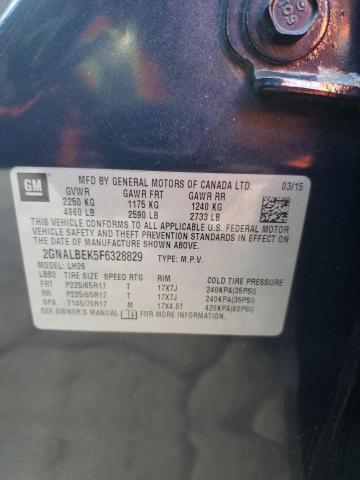 GM
MFD BY GENERAL MOTORS OF CANADA LTD. 03/15
GVWR GAWR FRT GAWR RR
2250 KG 1175 KG 1240 KG
4960 LB 2590 LB 2733 LB
THIS VEHICLE CONFORMS TO ALL APPLICABLE U.S. FEDERAL MOTOR
VEHICLE SAFETY AND THEFT PREVENTION STANDARDS IN EFFECT
ON THE DATE OF MANUFACTURE SHOWN ABOVE.
2GNALBEK5F6328829 TYPE: M.P.V.
MODEL: LH26
LBB2 TIRE SIZE SPEED RTG RIM COLD TIRE PRESSURE
FRT P225/65R17 T 17X7J 240KPA(35PSI)
RR P225/65R17 T 17X7J 240KPA(35PSI)
SPA T145/70R17 M 17X4.5T 420KPA(60PSI)
SEE OWNER'S MANUAL FOR MORE INFORMATION.